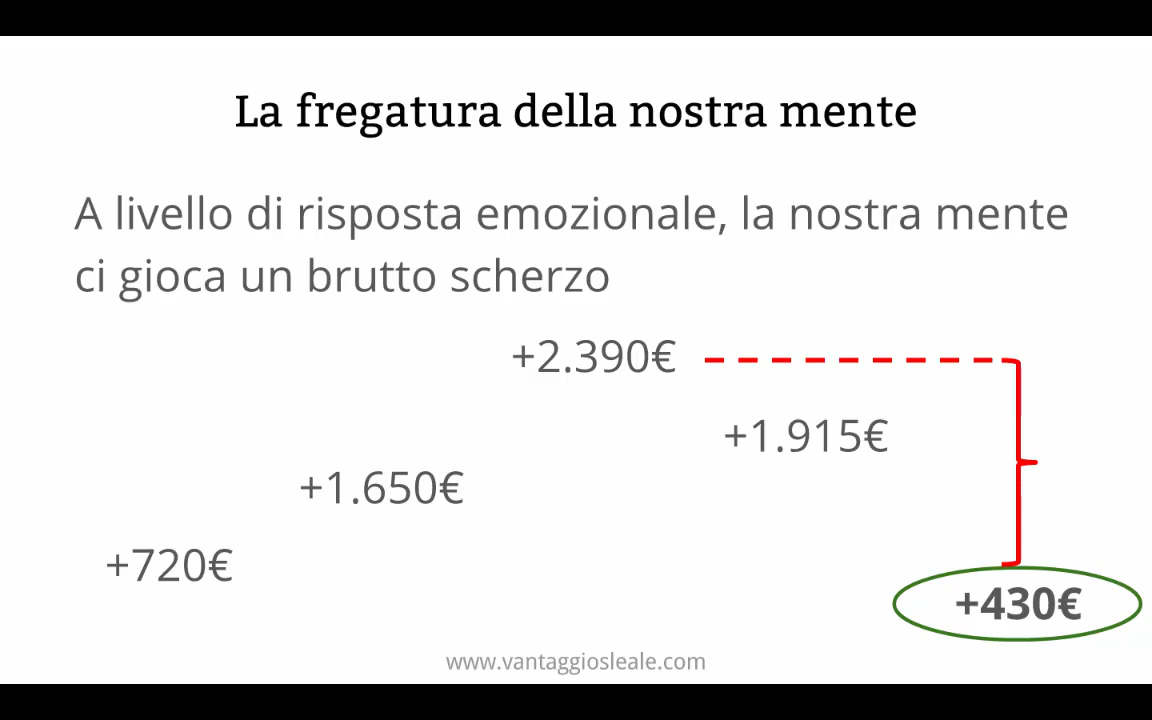 La fregatura della nostra mente
A livello di risposta emozionale, la nostra mente
ci gioca un brutto scherzo
+2.390€
+1.915€
+1.650€
+720€
+430€
www.vantaggiosleale.com